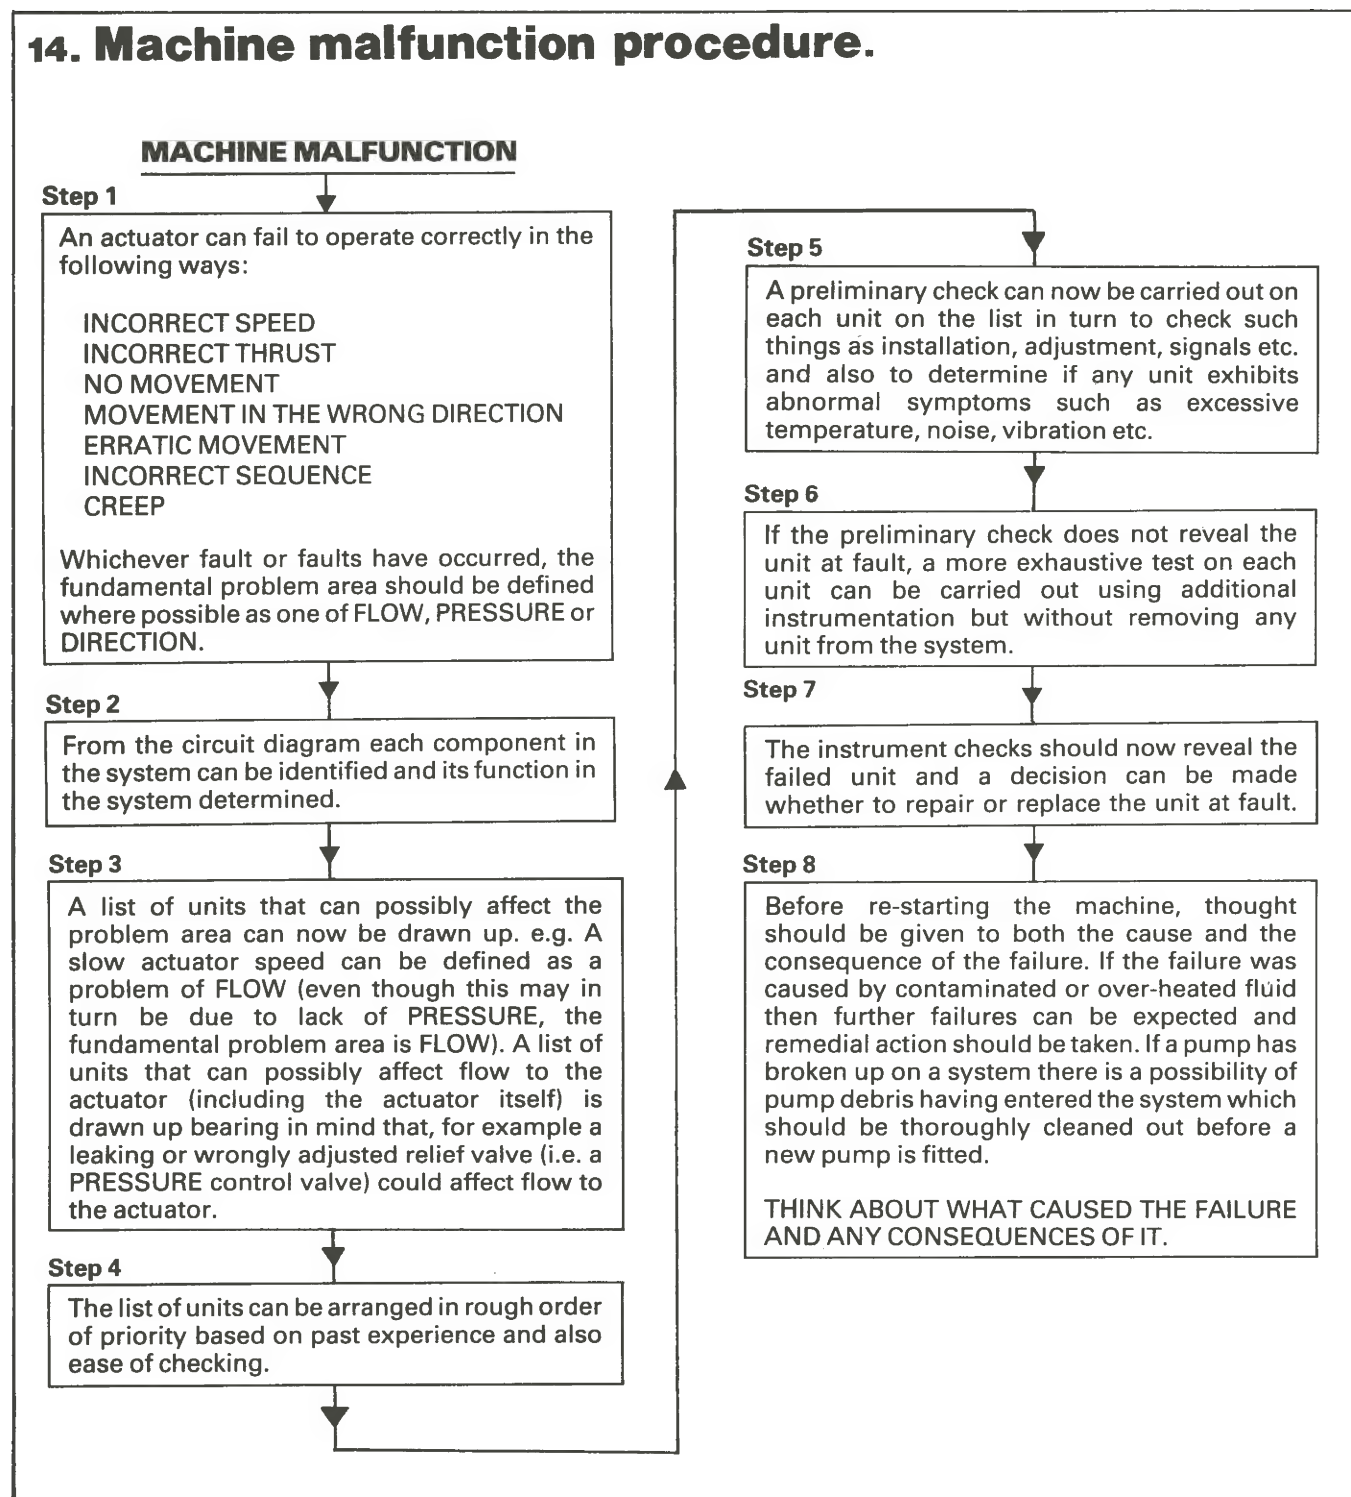 14. Machine malfunction procedure.
MACHINE MALFUNCTION
Step 1
An actuator can fail to operate correctly in the
following ways:
INCORRECT SPEED
INCORRECT THRUST
NO MOVEMENT
MOVEMENT IN THE WRONG DIRECTION
ERRATIC MOVEMENT
INCORRECT SEQUENCE
CREEP
Whichever fault or faults have occurred, the
fundamental problem area should be defined
where possible as one of FLOW, PRESSURE or
DIRECTION.
Step 2
From the circuit diagram each component in
the system can be identified and its function in
the system determined.
Step 3
A list of units that can possibly affect the
problem area can now be drawn up. e.g. A
slow actuator speed can be defined as a
problem of FLOW (even though this may in
turn be due to lack of PRESSURE, the
fundamental problem area is FLOW). A list of
units that can possibly affect flow to the
actuator (including the actuator itself) is
drawn up bearing in mind that, for example a
leaking or wrongly adjusted relief valve (i.e. a
PRESSURE control valve) could affect flow to
the actuator.
Step 4
The list of units can be arranged in rough order
of priority based on past experience and also
ease of checking.
Step 5
A preliminary check can now be carried out on
each unit on the list in turn to check such
things as installation, adjustment, signals etc.
and also to determine if any unit exhibits
abnormal symptoms such as excessive
temperature, noise, vibration etc.
Step 6
If the preliminary check does not reveal the
unit at fault, a more exhaustive test on each
unit can be carried out using additional
instrumentation but without removing any
unit from the system.
Step 7
The instrument checks should now reveal the
failed unit and a decision can be made
whether to repair or replace the unit at fault.
Step 8
Before re-starting the machine, thought
should be given to both the cause and the
consequence of the failure. If the failure was
caused by contaminated or over-heated fluid
then further failures can be expected and
remedial action should be taken. If a pump has
broken up on a system there is a possibility of
pump debris having entered the system which
should be thoroughly cleaned out before a
new pump is fitted.
THINK ABOUT WHAT CAUSED THE FAILURE
AND ANY CONSEQUENCES OF IT.